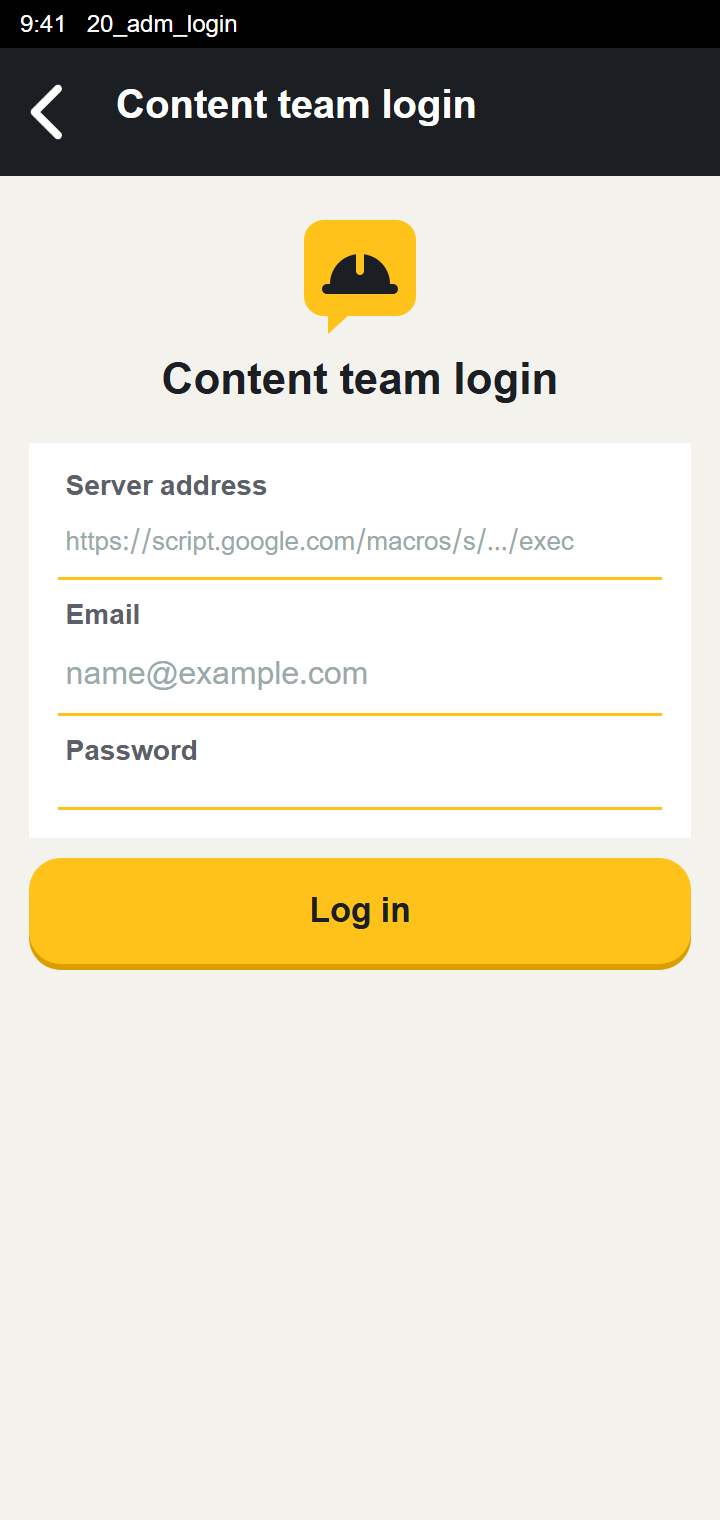 9:41 20_adm_login
Content team login
Content team login
Server address
https://script.google.com/macros/s/.../exec
Email
name@example.com
Password
Log in